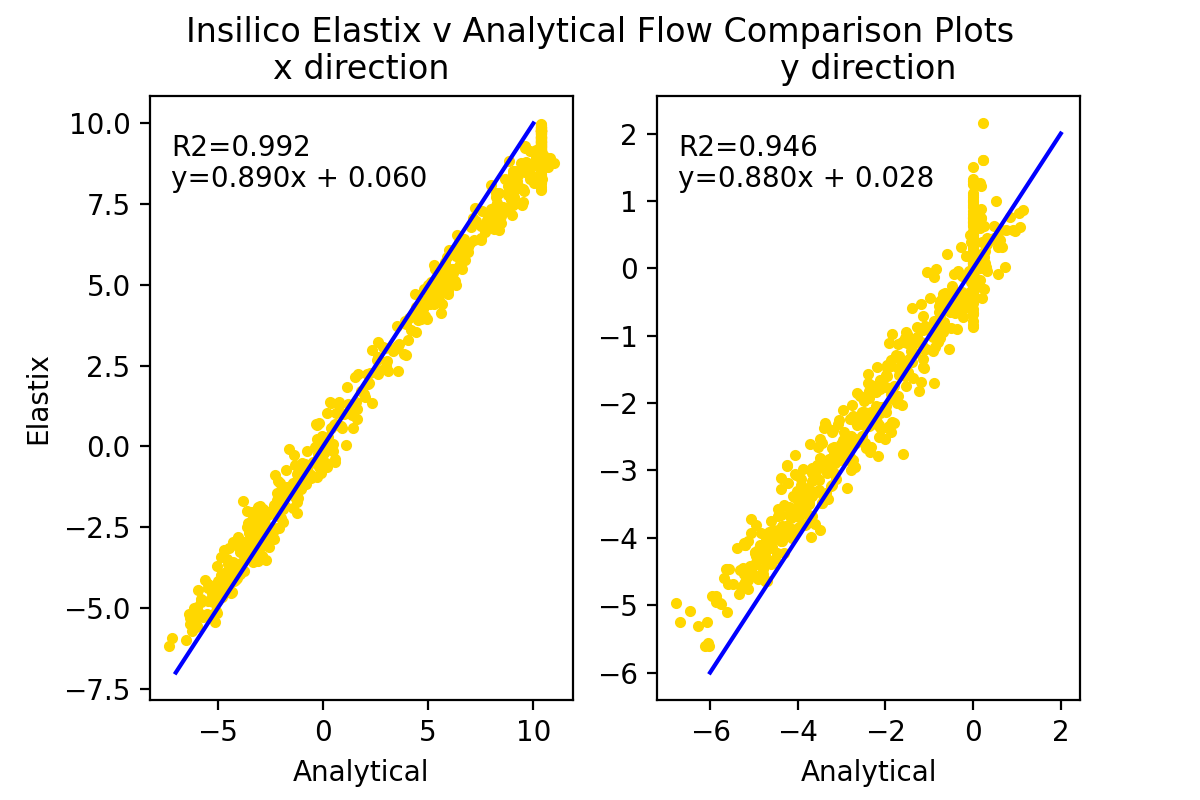 Insilico Elastix v Analytical Flow Comparison Plots
x direction
y direction
R2=0.992
y=0.890x + 0.060
R2=0.946
y=0.880x + 0.028
Elastix
10.0
7.5
5.0
2.5
0.0
−2.5
−5.0
−7.5
−5
0
5
10
Analytical
2
1
0
−1
−2
−3
−4
−5
−6
−6
−4
−2
0
2
Analytical